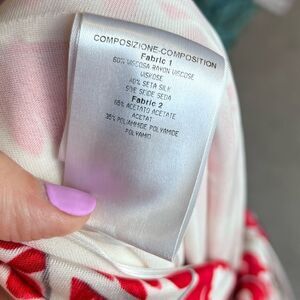 COMPOSIZIONE-COMPOSITION
Fabric 1
60% VISCOSA RAYON VISCOSE
VISKOSE
40% SETA SILK
SOIE SEIDE SEDA
Fabric 2
65% ACETATO ACETATE
ACETAT
35% POLIAMMIDE POLYAMIDE
POLYAMID